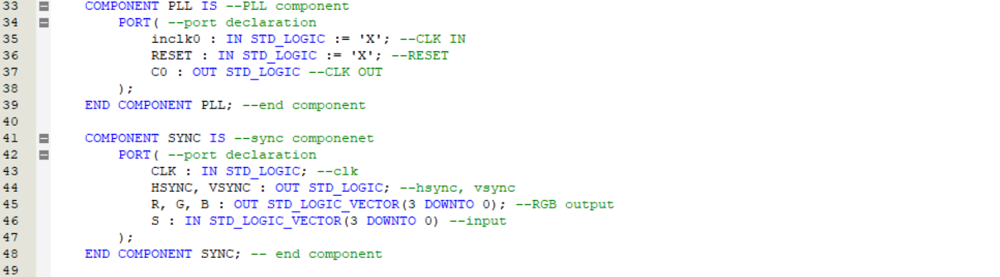 33 COMPONENT PLL IS --PLL component
34 PORT( --port declaration
35 inclk0 : IN STD_LOGIC := 'X'; --CLK IN
36 RESET : IN STD_LOGIC := 'X'; --RESET
37 C0 : OUT STD_LOGIC --CLK OUT
38 );
39 END COMPONENT PLL; --end component
40
41 COMPONENT SYNC IS --sync componenet
42 PORT( --port declaration
43 CLK : IN STD_LOGIC; --clk
44 HSYNC, VSYNC : OUT STD_LOGIC; --hsync, vsync
45 R, G, B : OUT STD_LOGIC_VECTOR(3 DOWNTO 0); --RGB output
46 S : IN STD_LOGIC_VECTOR(3 DOWNTO 0) --input
47 );
48 END COMPONENT SYNC; -- end component
49